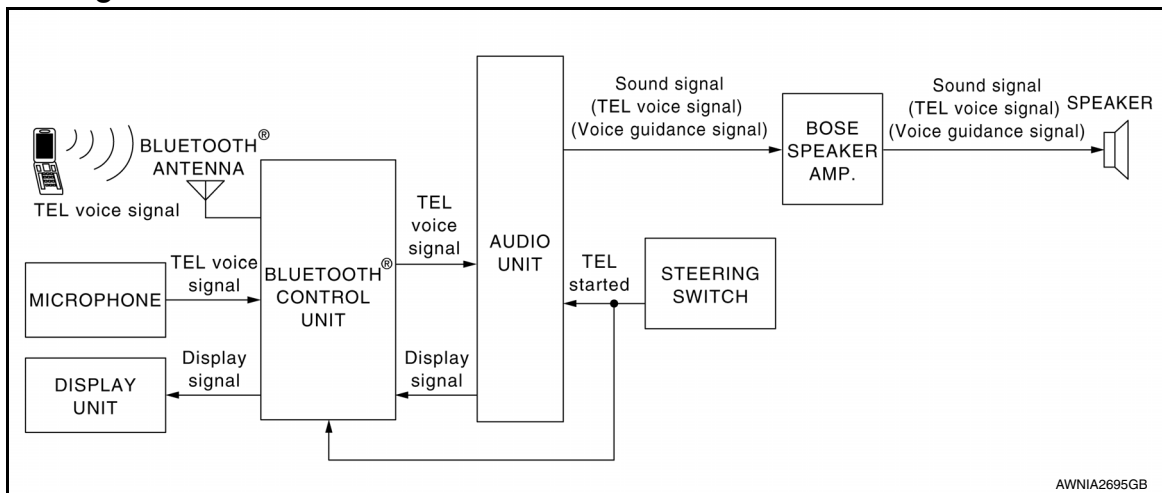 BLUETOOTH®
ANTENNA
TEL voice signal
MICROPHONE
TEL voice
signal
DISPLAY
UNIT
Display
signal
BLUETOOTH®
CONTROL
UNIT
TEL
voice
signal
Display
signal
AUDIO
UNIT
Sound signal
(TEL voice signal)
(Voice guidance signal)
BOSE
SPEAKER
AMP.
Sound signal
(TEL voice signal)
(Voice guidance signal)
SPEAKER
TEL
started
STEERING
SWITCH
AWNIA2695GB